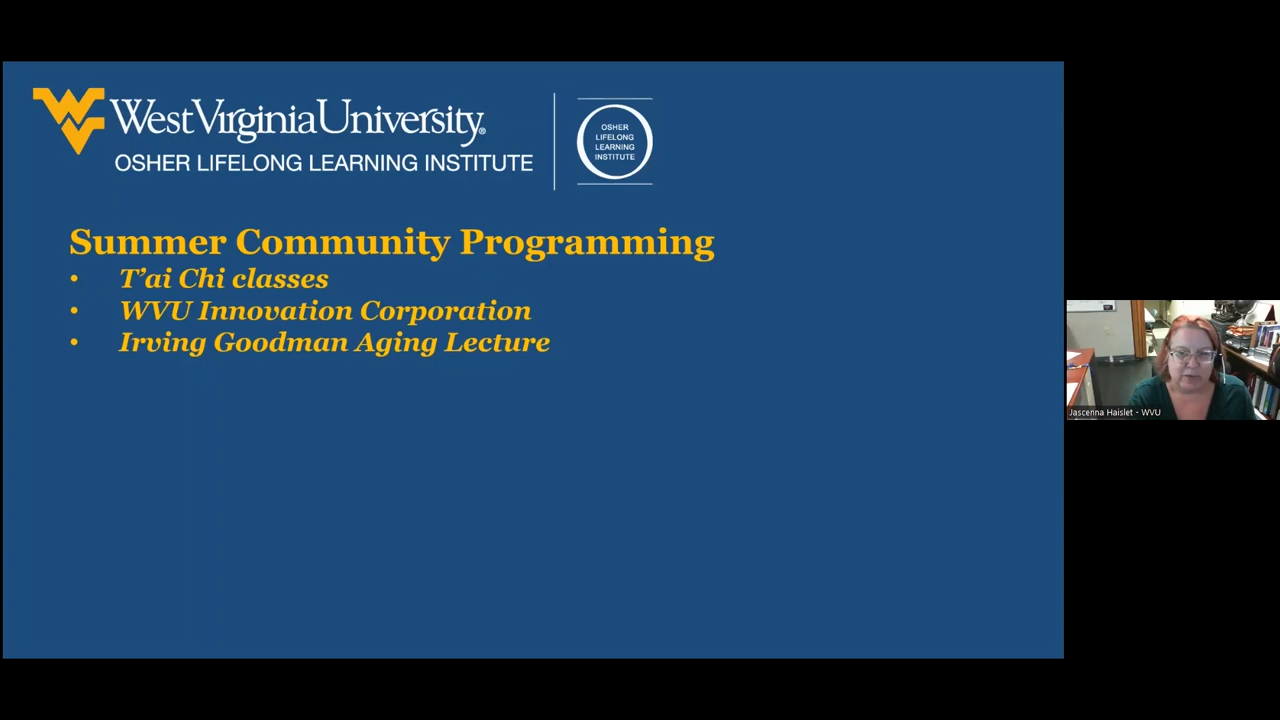 West Virginia University®
OSHER LIFELONG LEARNING INSTITUTE
OSHER
LIFELONG
LEARNING
INSTITUTE
Summer Community Programming
• T'ai Chi classes
• WVU Innovation Corporation
• Irving Goodman Aging Lecture
Jascenna Haislet - WVU